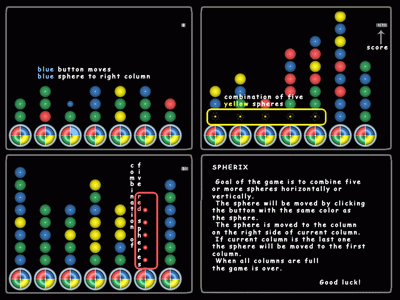 blue button moves
blue sphere to right column
score
combination of five
yellow spheres
combination of
five red spheres
SPHERIX
Goal of the game is to combine five
or more spheres horizontally or
vertically.
The sphere will be moved by clicking
the button with the same color as
the sphere.
The sphere is moved to the column
on the right side of current column.
If current column is the last one
the sphere will be moved to the first
column.
When all columns are full
the game is over.
Good luck!